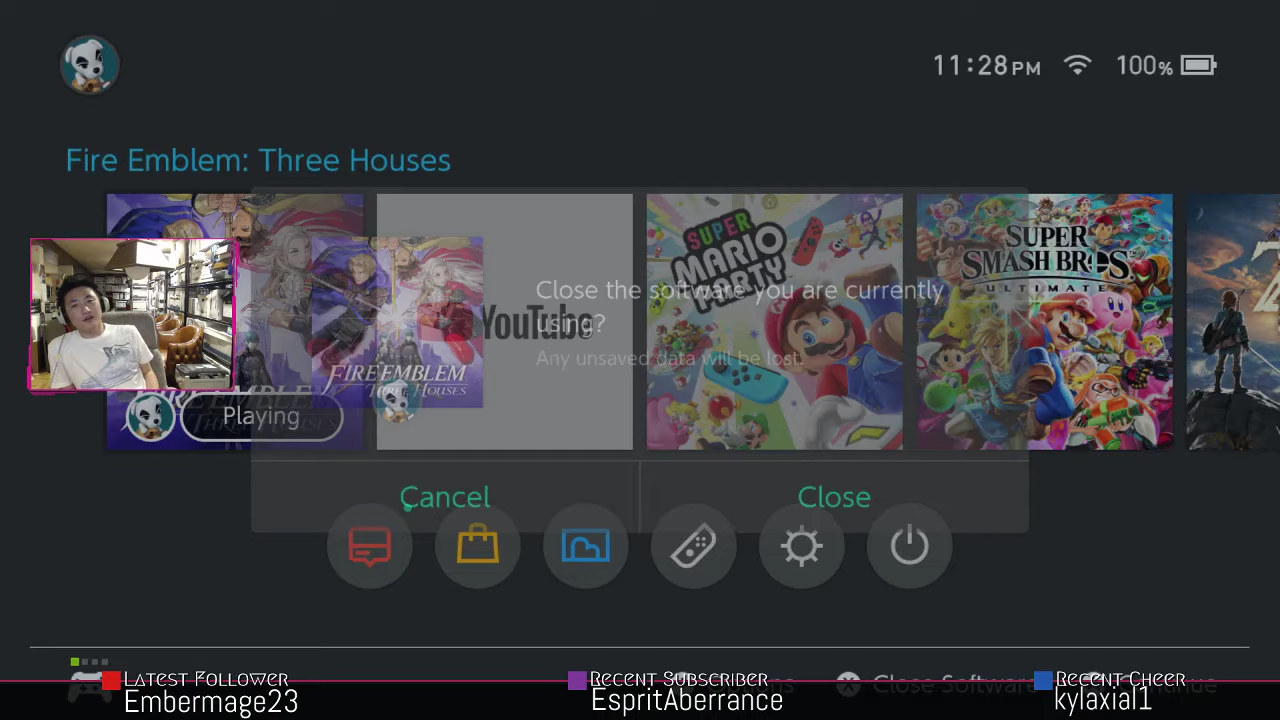 11:28PM
100%
Fire Emblem: Three Houses
SUPER
MARIO
PARTY
SUPER
SMASH BROS.
ULTIMATE
Close the software you are currently
using?
YouTube
Any unsaved data will be lost.
FIRE EMBLEM
THREE HOUSES
Playing
Cancel
Close
Options
Close Software
Continue
Latest Follower
Embermage23
Recent Subscriber
EspritAberrance
Recent Cheer
kylaxial1